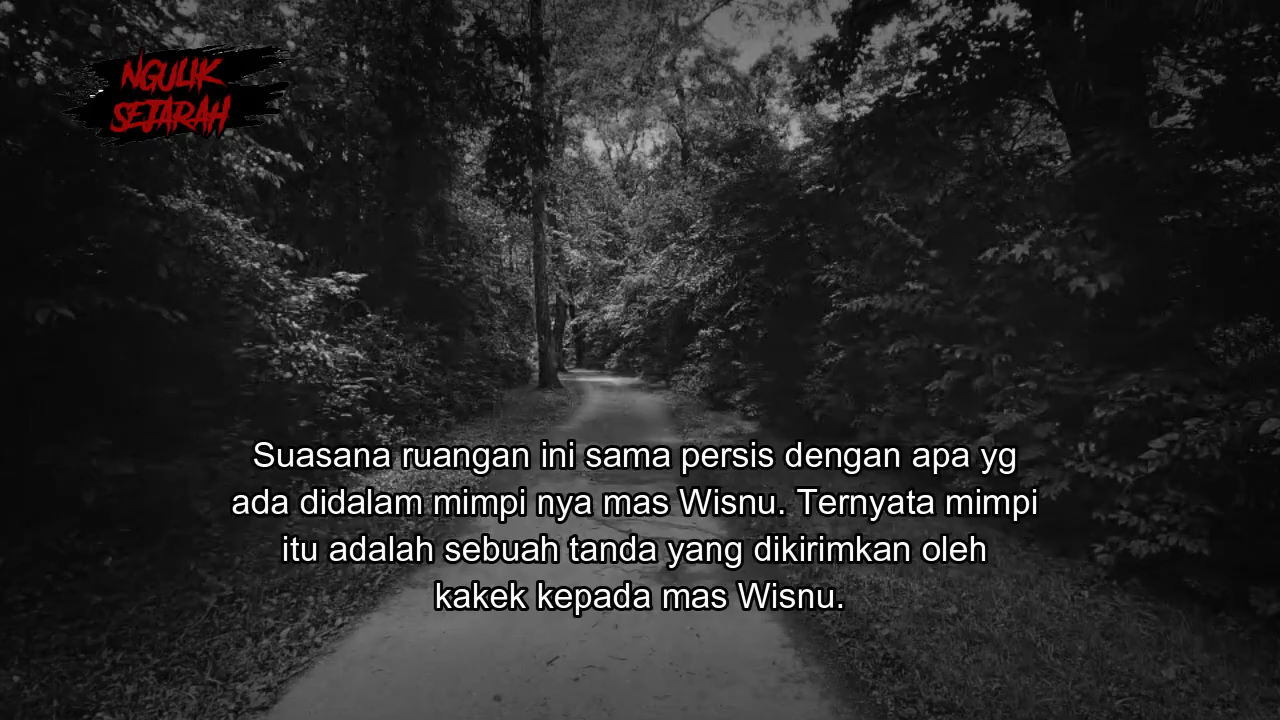 NGULIK
SEJARAH
Suasana ruangan ini sama persis dengan apa yg
ada didalam mimpi nya mas Wisnu. Ternyata mimpi
itu adalah sebuah tanda yang dikirimkan oleh
kakek kepada mas Wisnu.